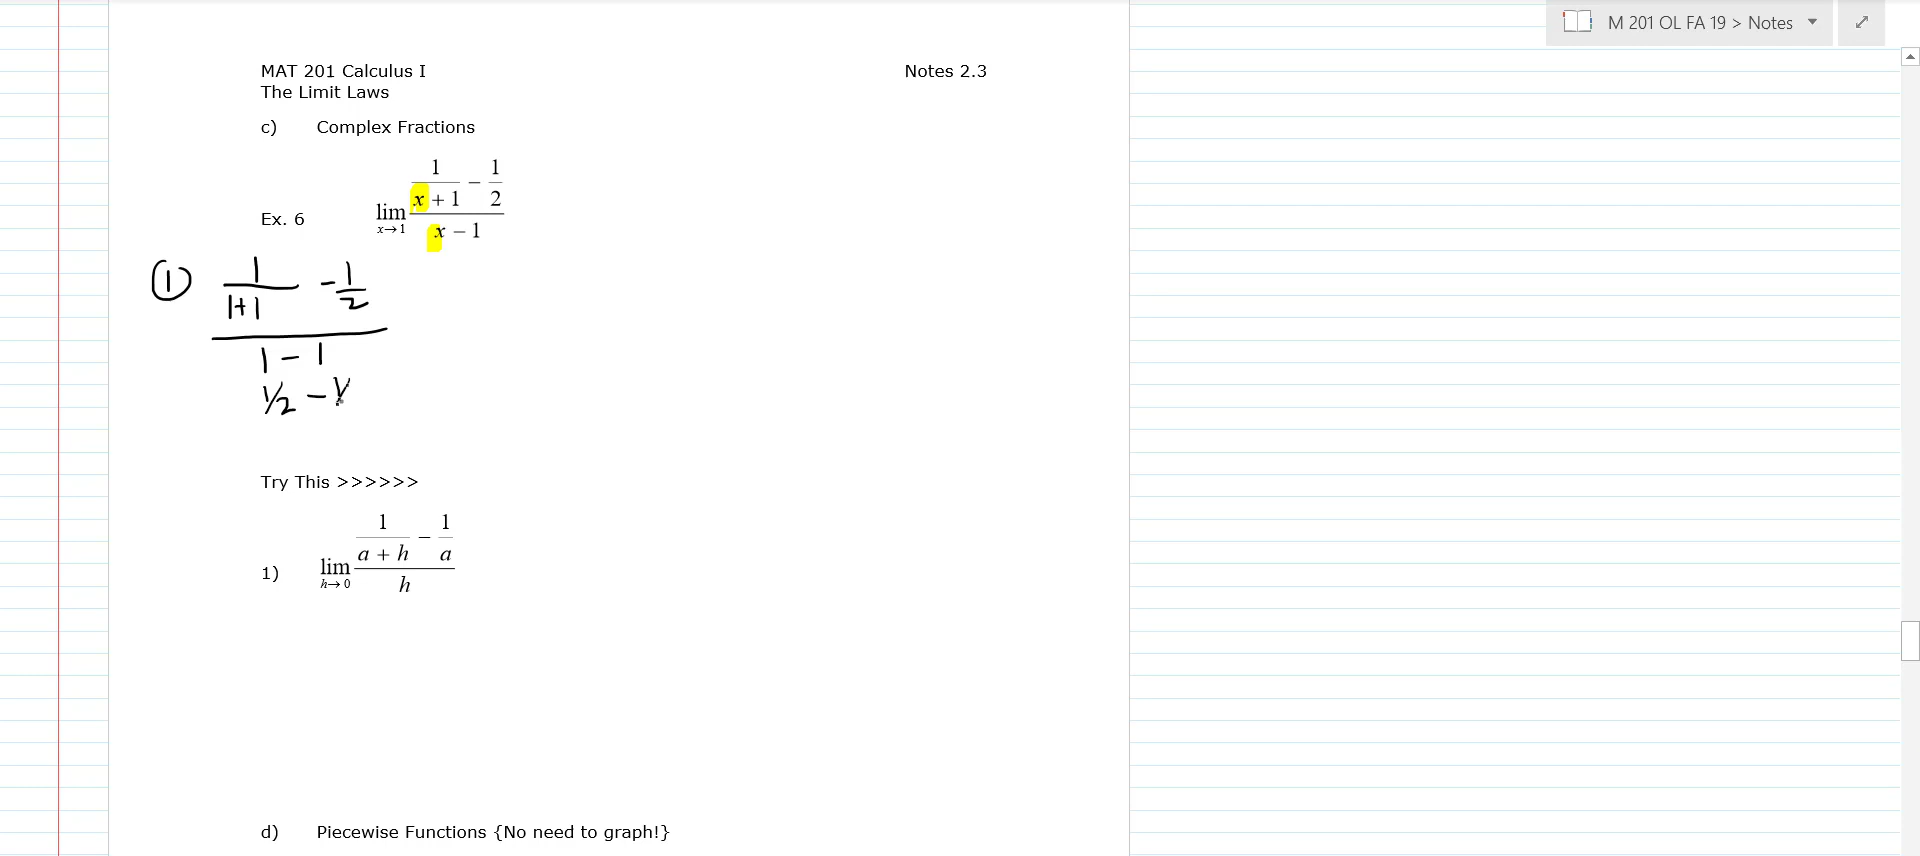 M 201 OL FA 19 > Notes
MAT 201 Calculus I Notes 2.3
The Limit Laws
c) Complex Fractions
1 1
— - —
x + 1 2
Ex. 6 lim
x→1 x – 1
① 1 - 1
1+1 2
1 - 1
1/2 -
Try This >>>>>>
1 1
— - —
a + h a
1) lim
h→0 h
d) Piecewise Functions {No need to graph!}